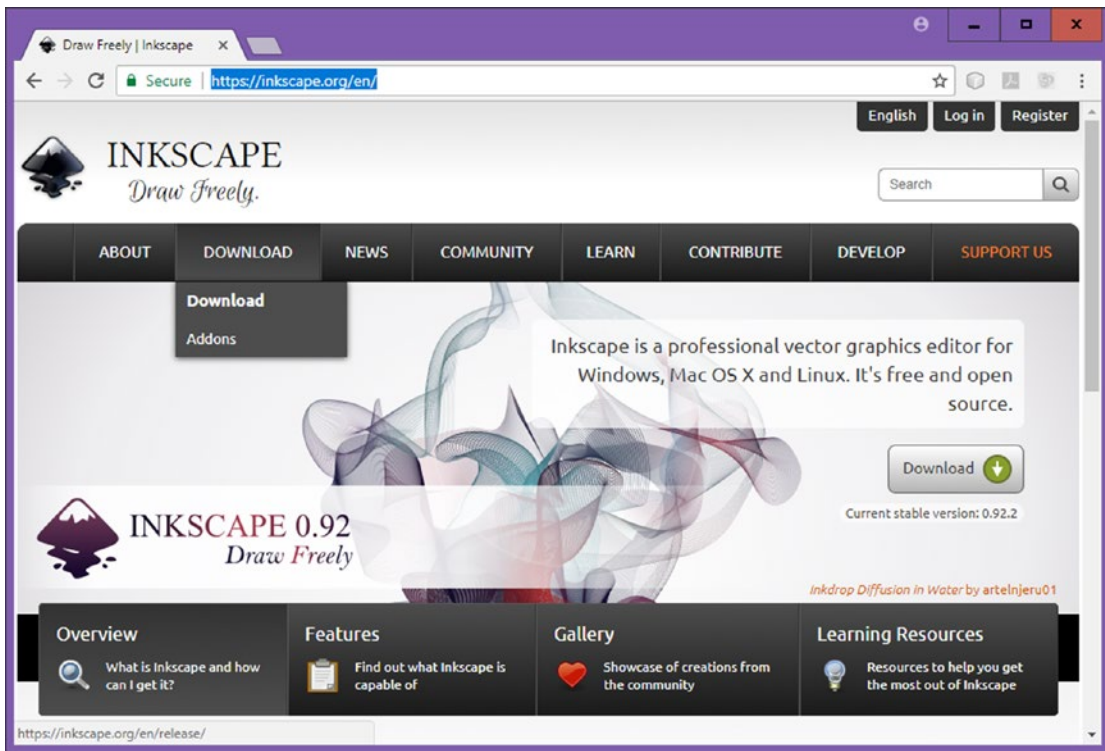 Draw Freely | Inkscape
Secure | https://inkscape.org/en/
English Log in Register
INKSCAPE
Draw Freely.
Search
ABOUT DOWNLOAD NEWS COMMUNITY LEARN CONTRIBUTE DEVELOP SUPPORT US
Download
Addons
Inkscape is a professional vector graphics editor for
Windows, Mac OS X and Linux. It's free and open
source.
Download
Current stable version: 0.92.2
INKSCAPE 0.92
Draw Freely
Inkdrop Diffusion in Water by artelnjeru01
Overview
What is Inkscape and how
can I get it?
Features
Find out what Inkscape is
capable of
Gallery
Showcase of creations from
the community
Learning Resources
Resources to help you get
the most out of Inkscape
https://inkscape.org/en/release/